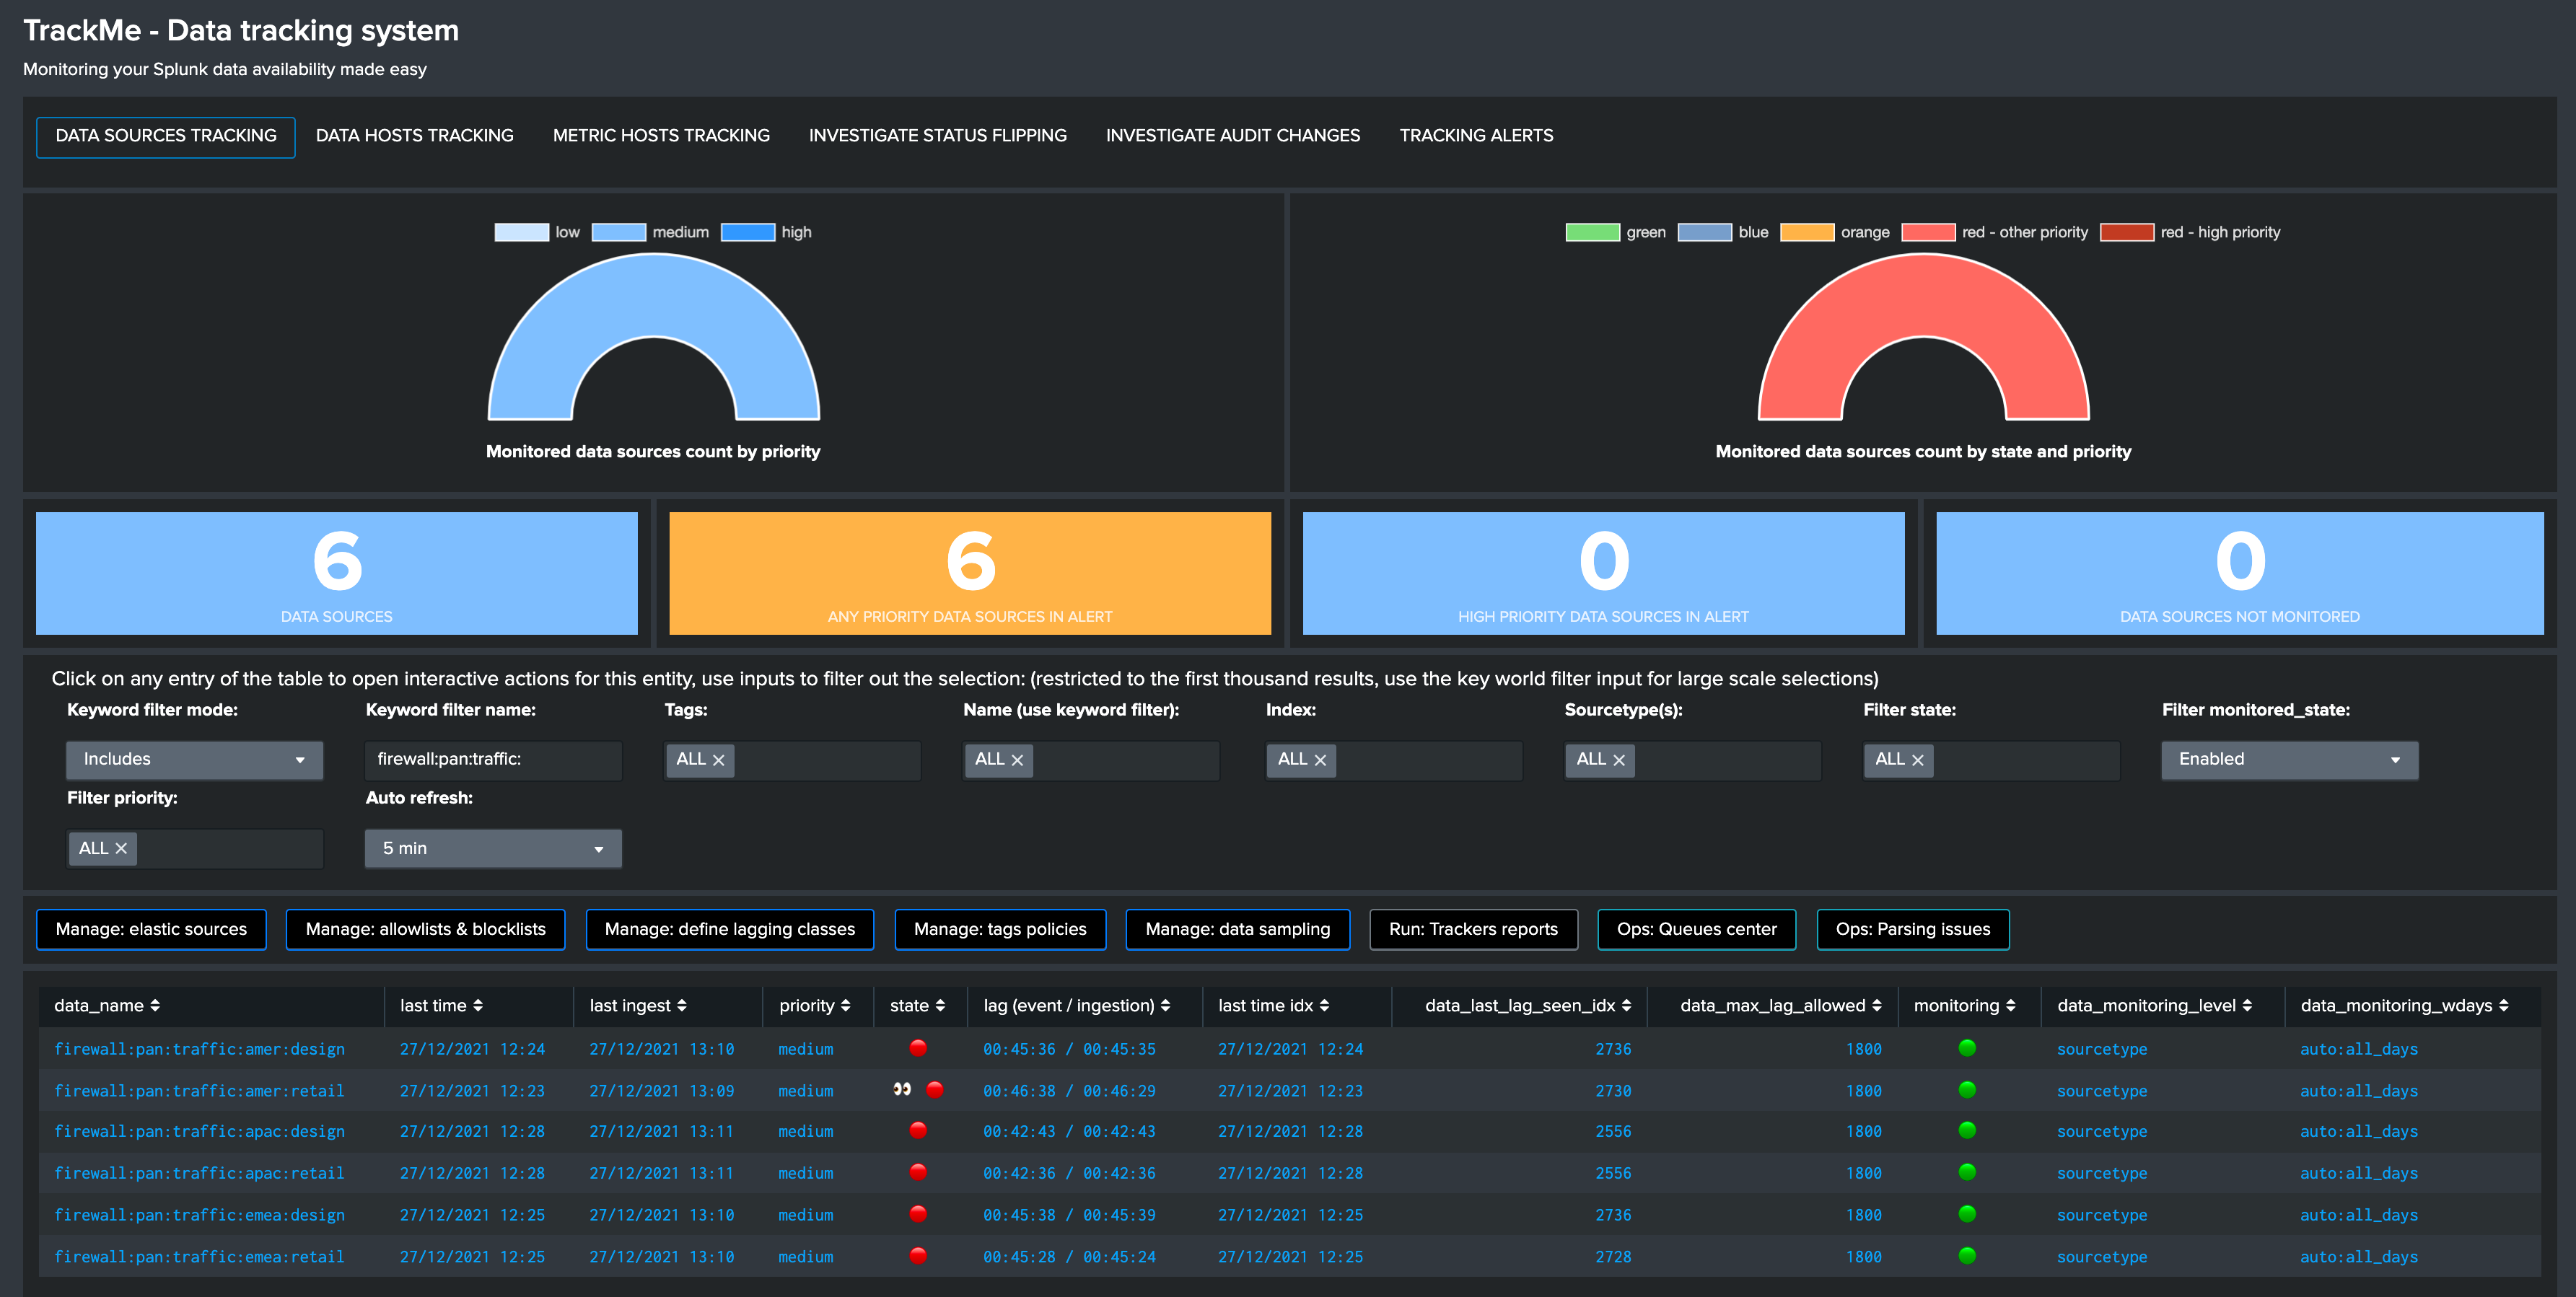 TrackMe - Data tracking system
Monitoring your Splunk data availability made easy
DATA SOURCES TRACKING DATA HOSTS TRACKING METRIC HOSTS TRACKING INVESTIGATE STATUS FLIPPING INVESTIGATE AUDIT CHANGES TRACKING ALERTS
low medium high
Monitored data sources count by priority
green blue orange red - other priority red - high priority
Monitored data sources count by state and priority
6
DATA SOURCES
6
ANY PRIORITY DATA SOURCES IN ALERT
0
HIGH PRIORITY DATA SOURCES IN ALERT
0
DATA SOURCES NOT MONITORED
Click on any entry of the table to open interactive actions for this entity, use inputs to filter out the selection: (restricted to the first thousand results, use the key world filter input for large scale selections)
Keyword filter mode: Keyword filter name: Tags: Name (use keyword filter): Index: Sourcetype(s): Filter state: Filter monitored_state:
Includes firewall:pan:traffic: ALL ALL ALL ALL ALL Enabled
Filter priority: Auto refresh:
ALL 5 min
Manage: elastic sources Manage: allowlists & blocklists Manage: define lagging classes Manage: tags policies Manage: data sampling Run: Trackers reports Ops: Queues center Ops: Parsing issues
data_name last time last ingest priority state lag (event / ingestion) last time idx data_last_lag_seen_idx data_max_lag_allowed monitoring data_monitoring_level data_monitoring_wdays
firewall:pan:traffic:amer:design 27/12/2021 12:24 27/12/2021 13:10 medium 00:45:36 / 00:45:35 27/12/2021 12:24 2736 1800 sourcetype auto:all_days
firewall:pan:traffic:amer:retail 27/12/2021 12:23 27/12/2021 13:09 medium 00:46:38 / 00:46:29 27/12/2021 12:23 2730 1800 sourcetype auto:all_days
firewall:pan:traffic:apac:design 27/12/2021 12:28 27/12/2021 13:11 medium 00:42:43 / 00:42:43 27/12/2021 12:28 2556 1800 sourcetype auto:all_days
firewall:pan:traffic:apac:retail 27/12/2021 12:28 27/12/2021 13:11 medium 00:42:36 / 00:42:36 27/12/2021 12:28 2556 1800 sourcetype auto:all_days
firewall:pan:traffic:emea:design 27/12/2021 12:25 27/12/2021 13:10 medium 00:45:38 / 00:45:39 27/12/2021 12:25 2736 1800 sourcetype auto:all_days
firewall:pan:traffic:emea:retail 27/12/2021 12:25 27/12/2021 13:10 medium 00:45:28 / 00:45:24 27/12/2021 12:25 2728 1800 sourcetype auto:all_days